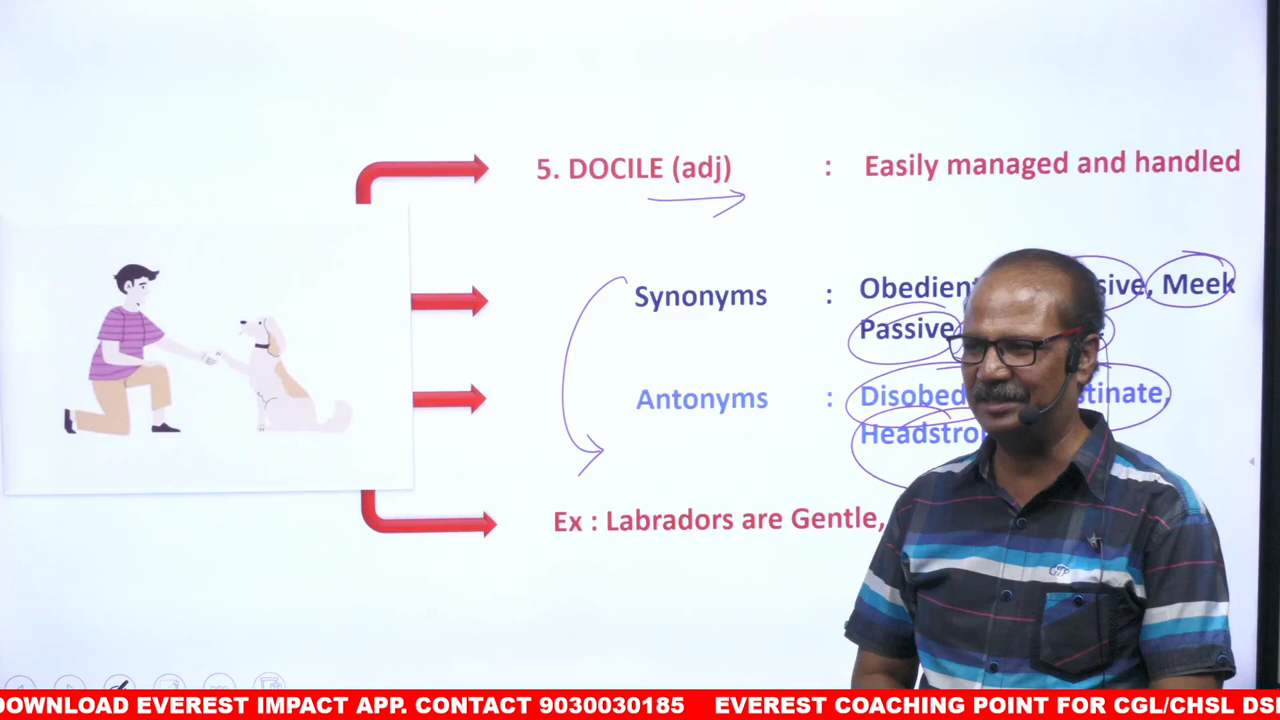 5. DOCILE (adj) : Easily managed and handled
Synonyms : Meek
Passive
Antonyms :
Ex : Labradors are Gentle,
DOWNLOAD EVEREST IMPACT APP. CONTACT 9030030185 EVEREST COACHING POINT FOR CGL/CHSL